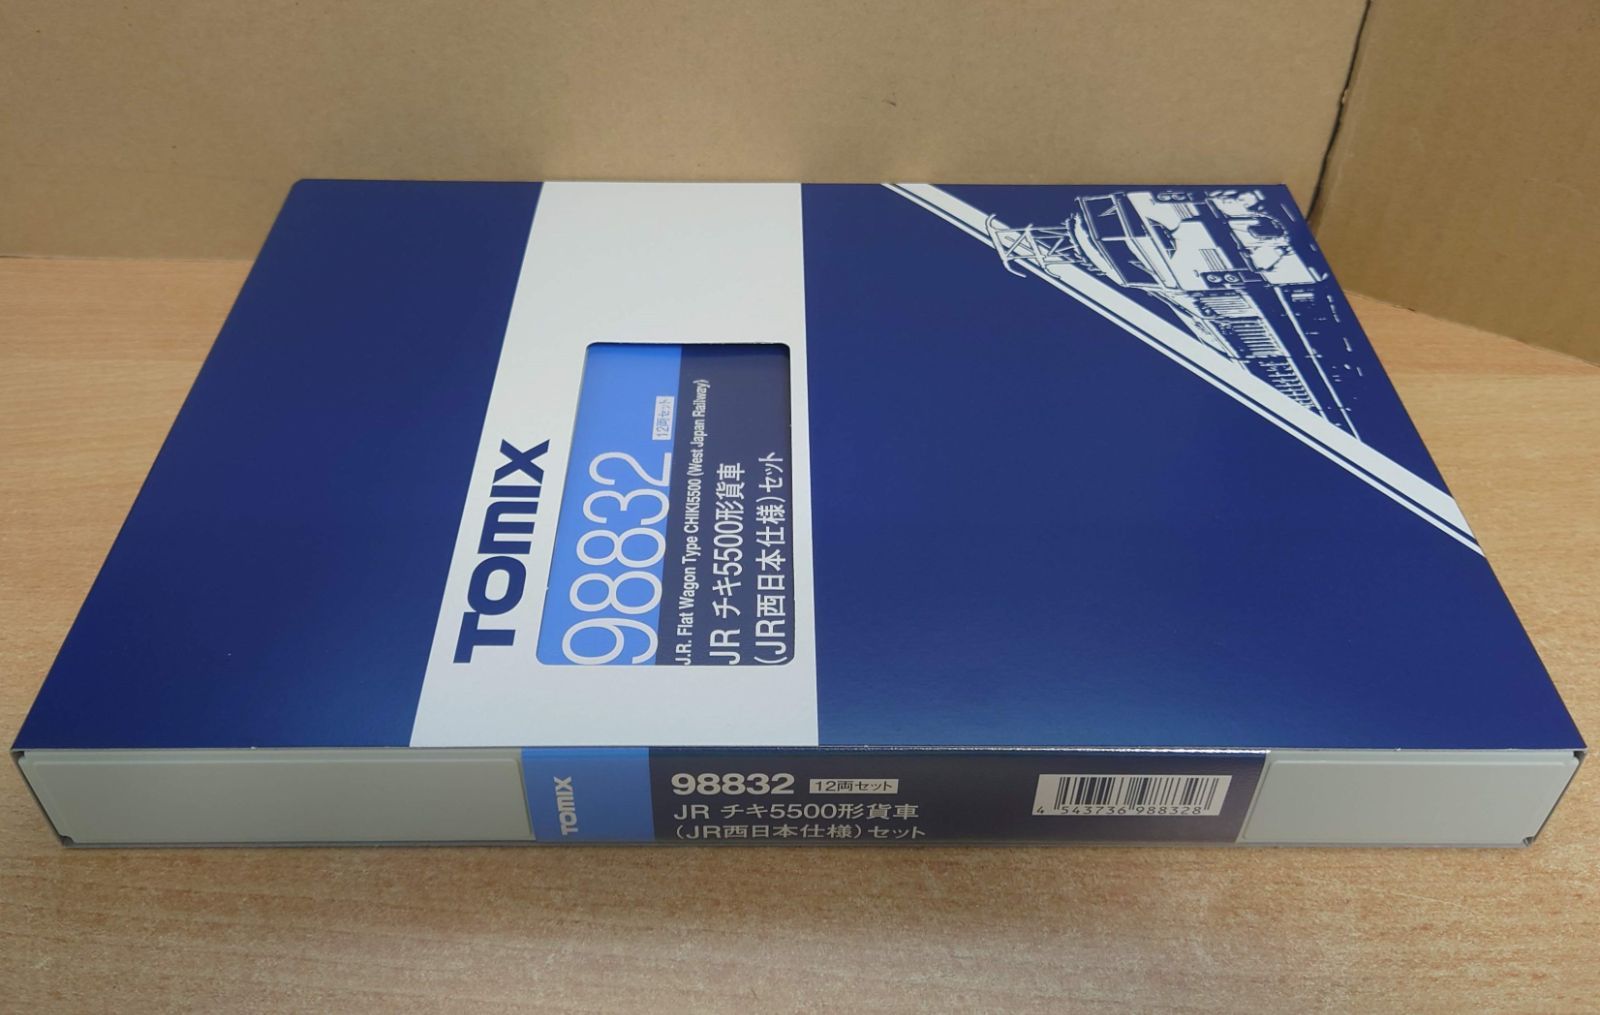 TOMIX
98832
12両セット
J.R. Flat Wagon Type CHIKI5500 (West Japan Railway)
JR チキ5500形貨車
(JR西日本仕様)セット
TOMIX
98832 12両セット
JR チキ5500形貨車
(JR西日本仕様)セット
4 543736 988328